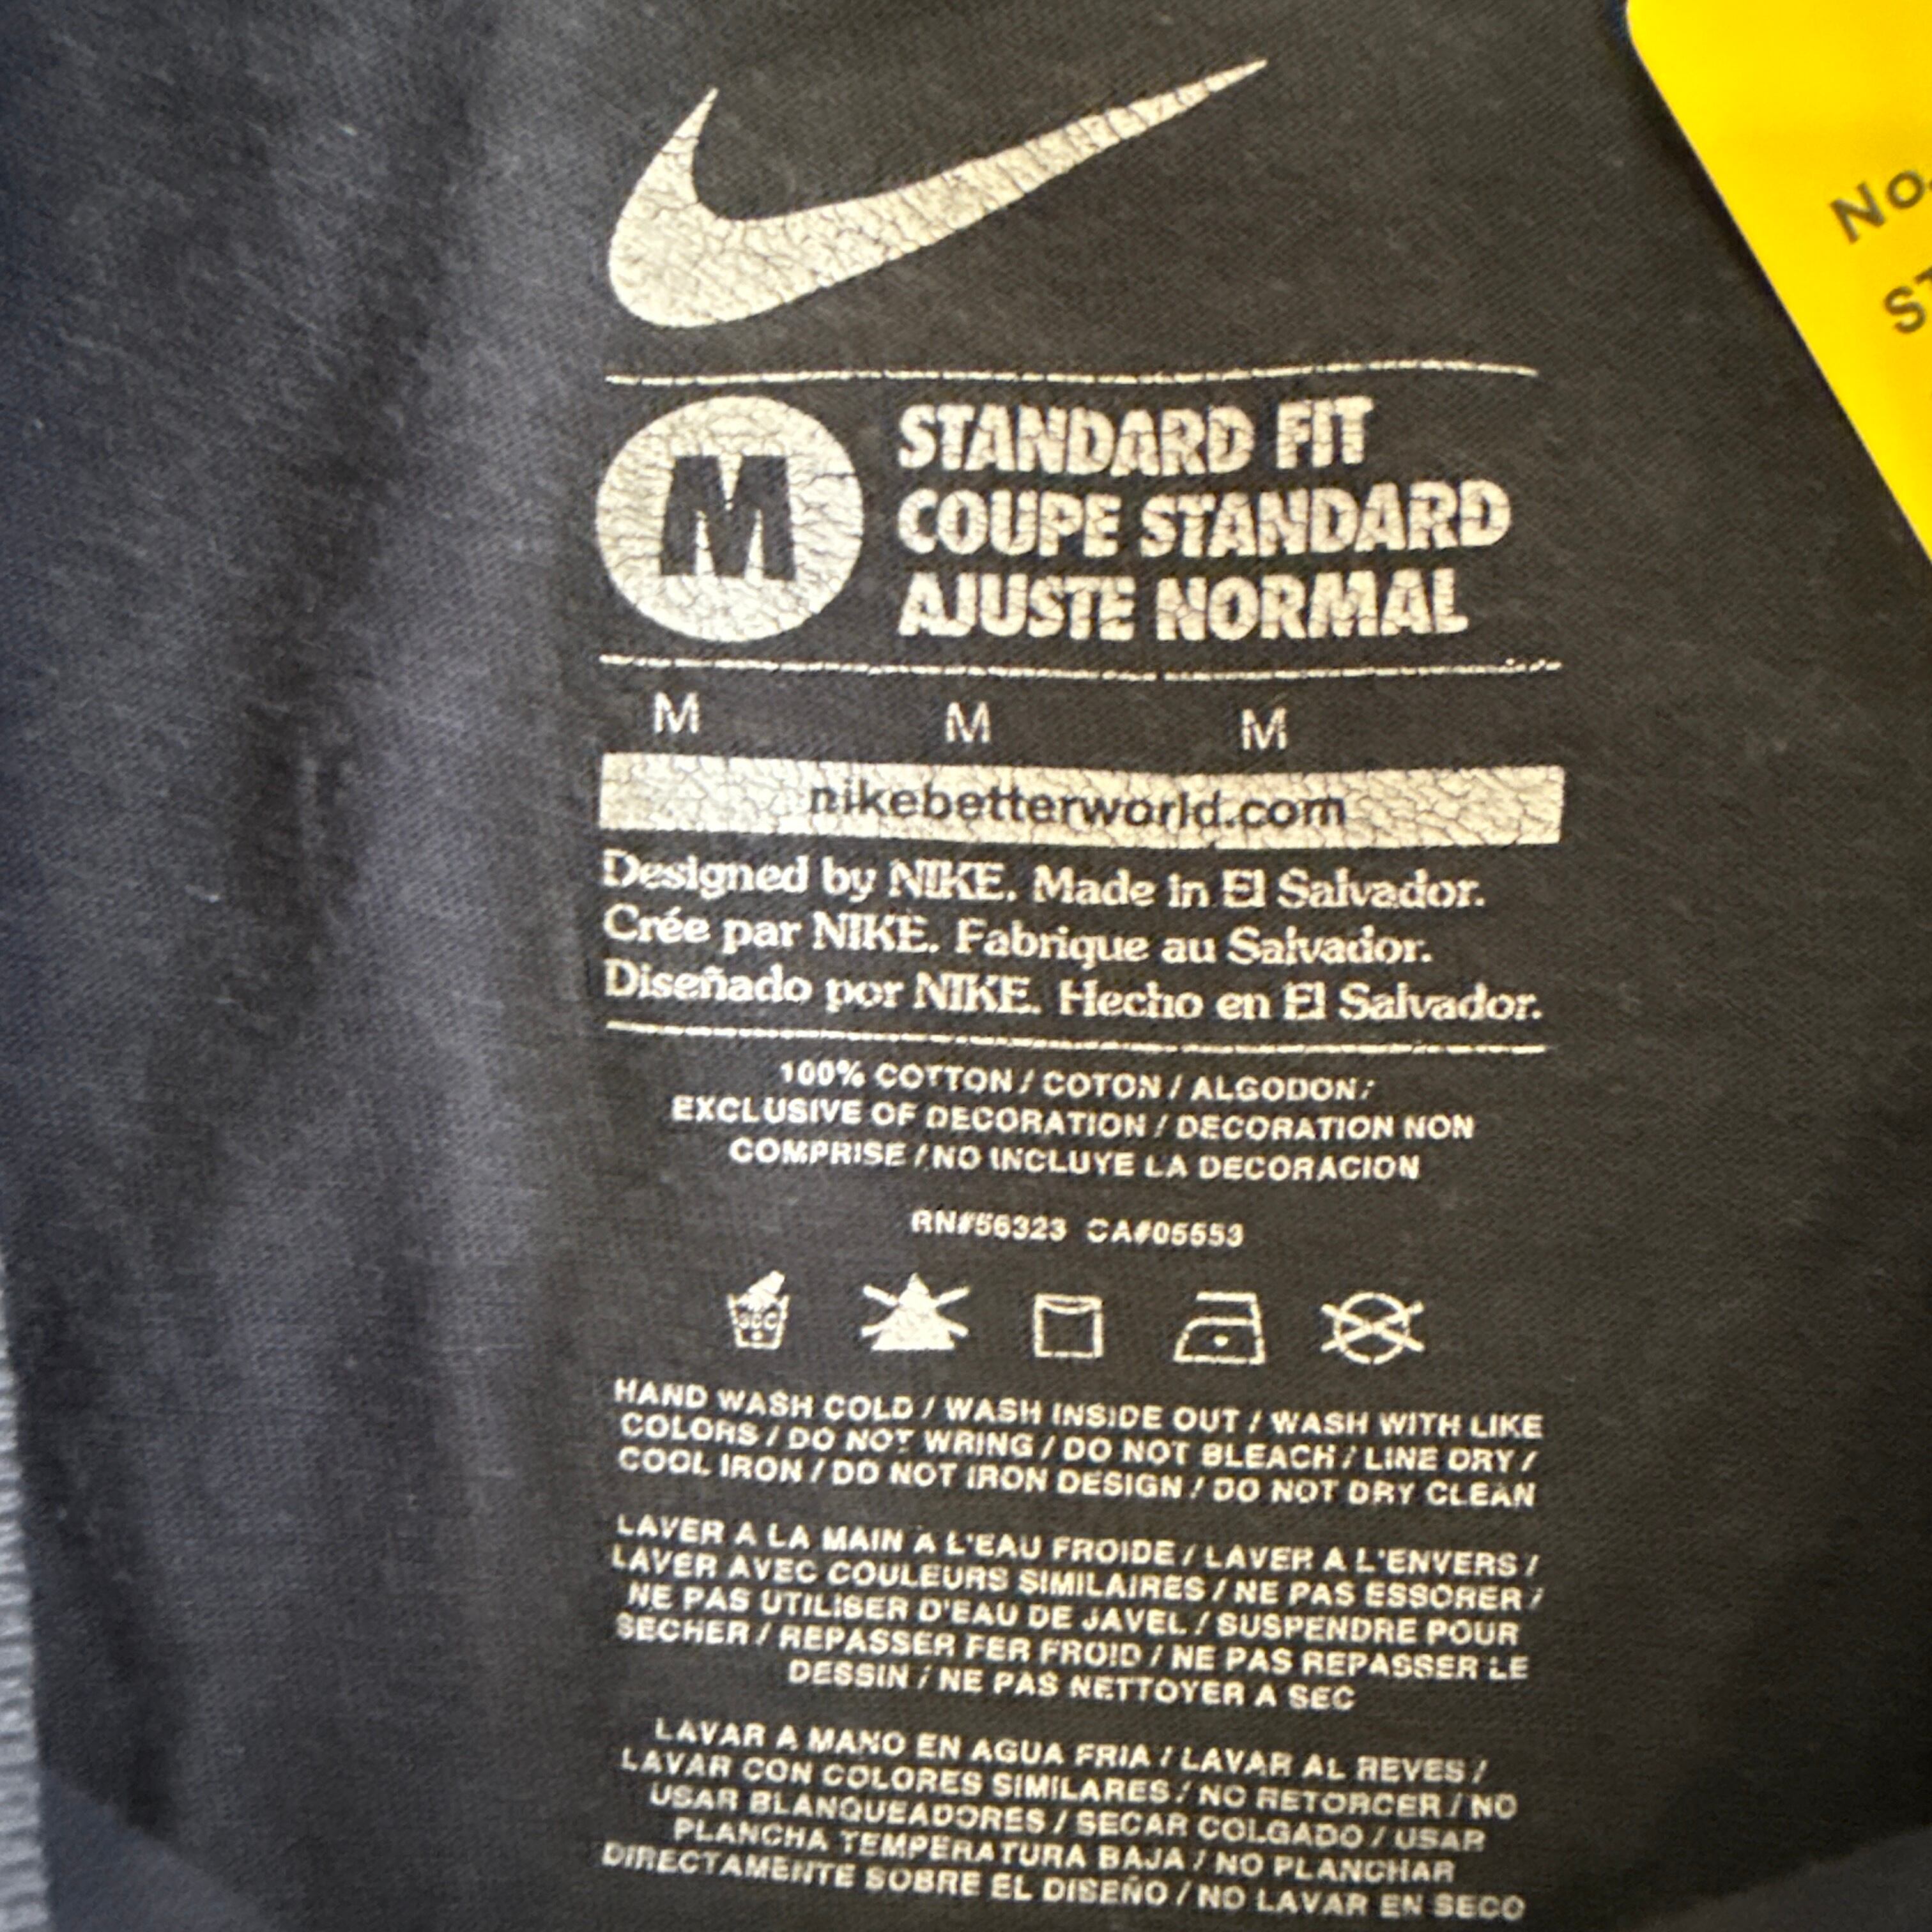 No.
ST
M
STANDARD FIT
COUPE STANDARD
AJUSTE NORMAL
M M M
nikebetterworld.com
Designed by NIKE. Made in El Salvador.
Crée par NIKE. Fabrique au Salvador.
Diseñado por NIKE. Hecho en El Salvador.
100% COTTON / COTON / ALGODON /
EXCLUSIVE OF DECORATION / DECORATION NON
COMPRISE / NO INCLUYE LA DECORACION
RN#56323 CA#05553
30C
HAND WASH COLD / WASH INSIDE OUT / WASH WITH LIKE
COLORS / DO NOT WRING / DO NOT BLEACH / LINE DRY /
COOL IRON / DO NOT IRON DESIGN / DO NOT DRY CLEAN
LAVER A LA MAIN A L'EAU FROIDE / LAVER A L'ENVERS /
LAVER AVEC COULEURS SIMILAIRES / NE PAS ESSORER /
NE PAS UTILISER D'EAU DE JAVEL / SUSPENDRE POUR
SECHER / REPASSER FER FROID / NE PAS REPASSER LE
DESSIN / NE PAS NETTOYER A SEC
LAVAR A MANO EN AGUA FRIA / LAVAR AL REVES /
LAVAR CON COLORES SIMILARES / NO RETORCER / NO
USAR BLANQUEADORES / SECAR COLGADO / USAR
PLANCHA TEMPERATURA BAJA / NO PLANCHAR
DIRECTAMENTE SOBRE EL DISEÑO / NO LAVAR EN SECO